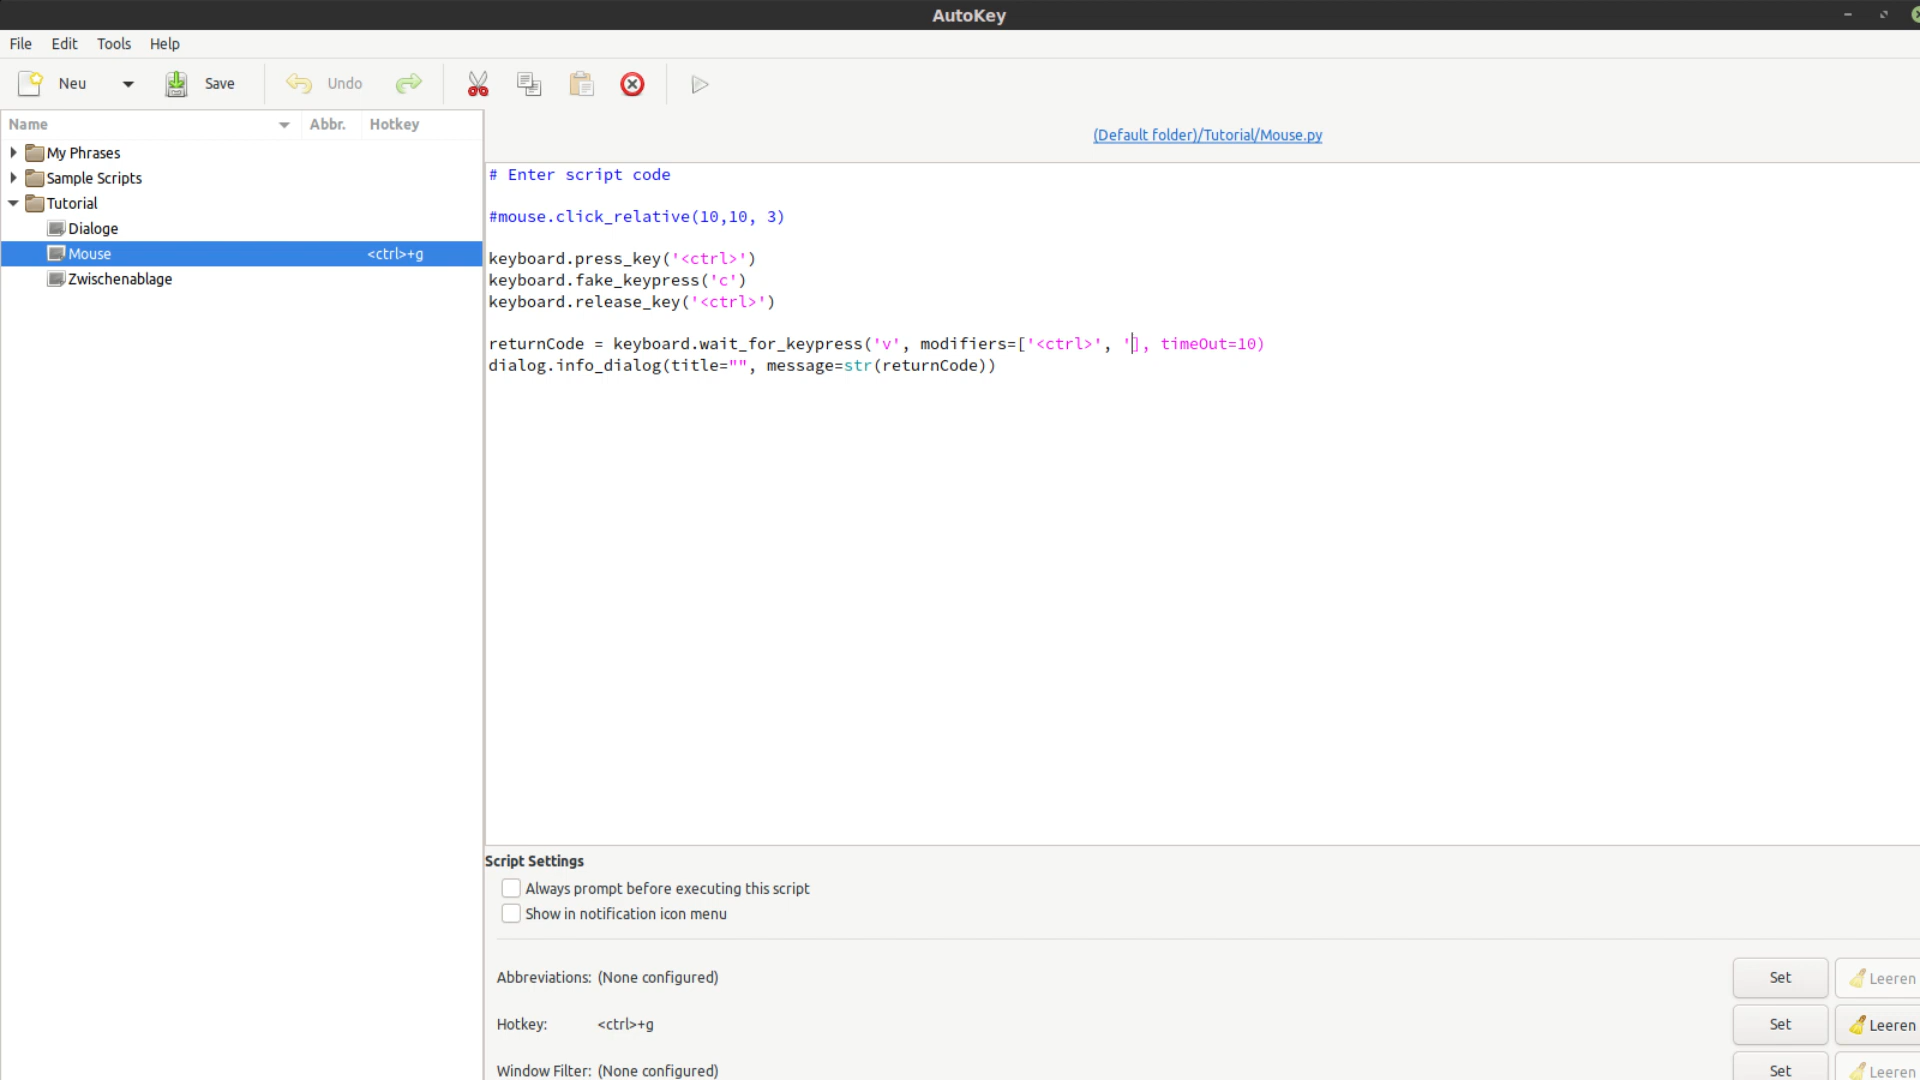 AutoKey
File Edit Tools Help
Neu Save Undo
Name Abbr. Hotkey
(Default folder)/Tutorial/Mouse.py
My Phrases
Sample Scripts
Tutorial
Dialoge
Mouse <ctrl>+g
Zwischenablage
# Enter script code
#mouse.click_relative(10,10, 3)
keyboard.press_key('<ctrl>')
keyboard.fake_keypress('c')
keyboard.release_key('<ctrl>')
returnCode = keyboard.wait_for_keypress('v', modifiers=['<ctrl>', '], timeOut=10)
dialog.info_dialog(title="", message=str(returnCode))
Script Settings
Always prompt before executing this script
Show in notification icon menu
Abbreviations: (None configured) Set Leeren
Hotkey: <ctrl>+g Set Leeren
Window Filter: (None configured) Set Leeren